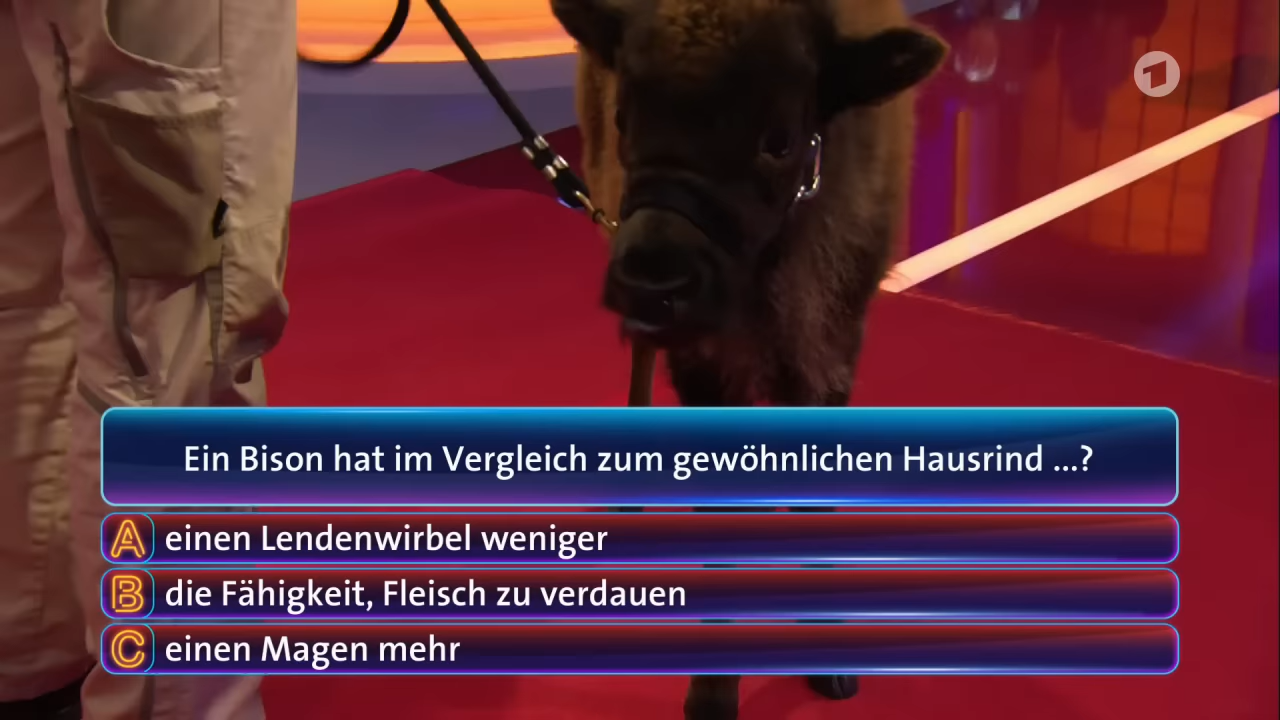 1
Ein Bison hat im Vergleich zum gewöhnlichen Hausrind ...?
A einen Lendenwirbel weniger
B die Fähigkeit, Fleisch zu verdauen
C einen Magen mehr